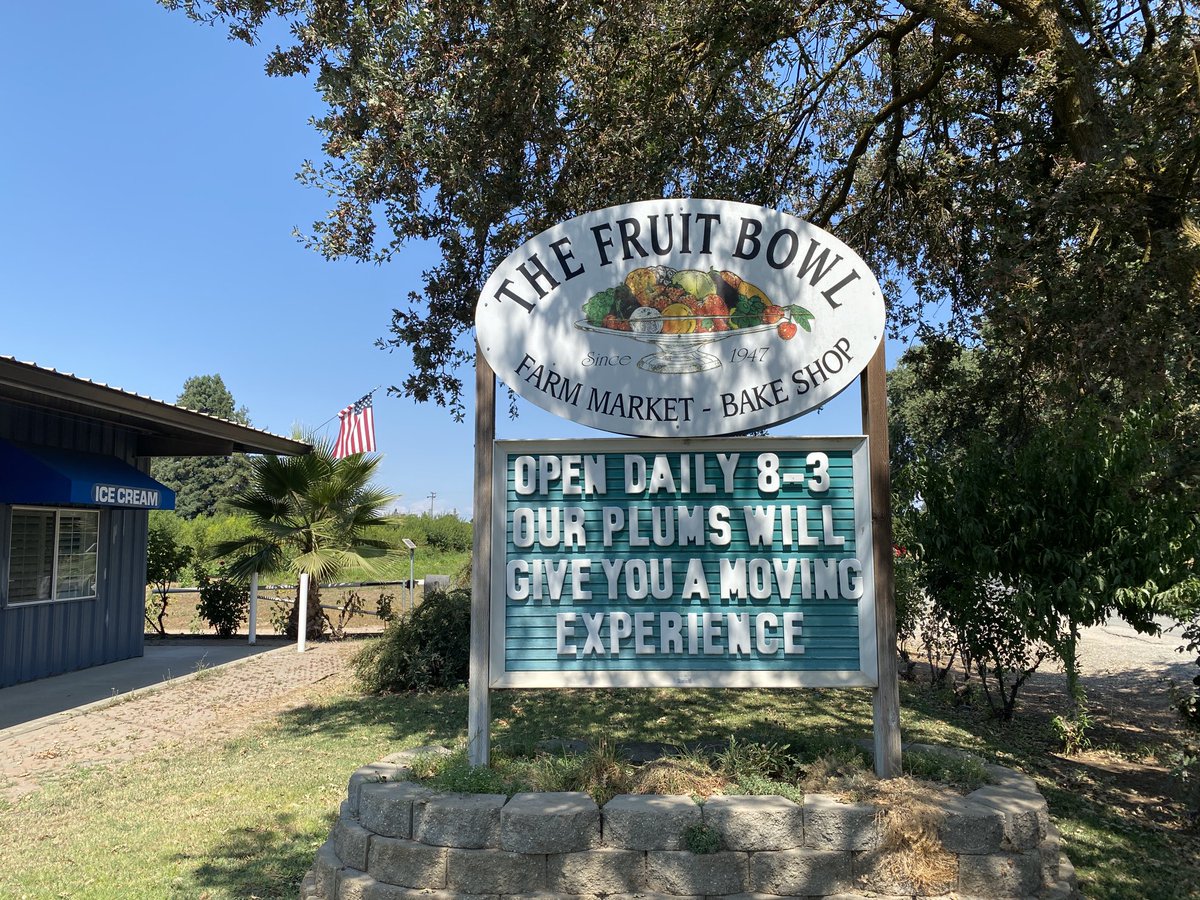 THE FRUIT BOWL
Since 1947
FARM MARKET - BAKE SHOP
OPEN DAILY 8-3
OUR PLUMS WILL
GIVE YOU A MOVING
EXPERIENCE
ICE CREAM